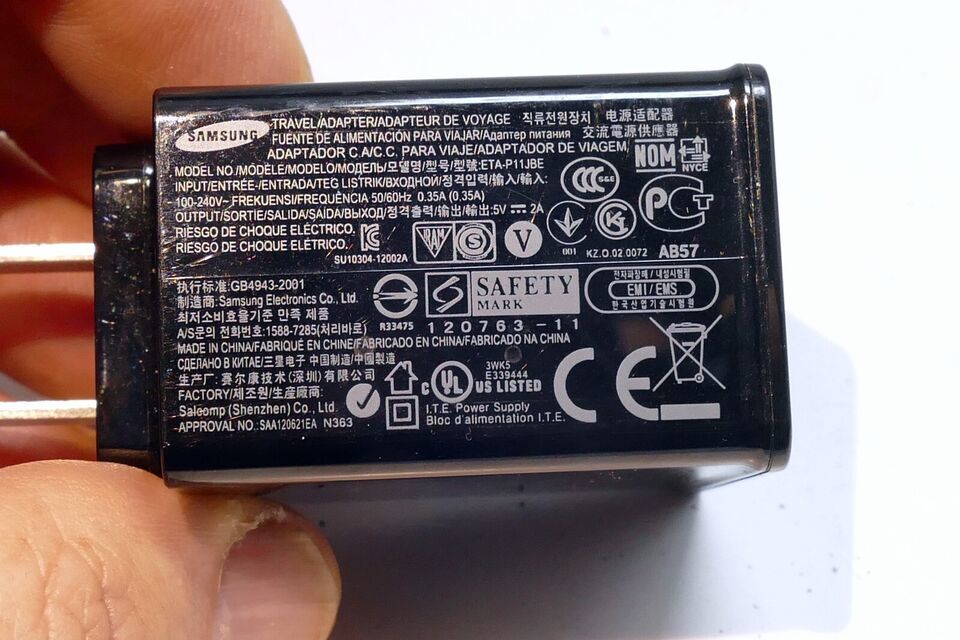 SAMSUNG
TRAVEL/ADAPTER/ADAPTEUR DE VOYAGE 직류전원장치 电源适配器
FUENTE DE ALIMENTACIÓN PARA VIAJAR/Адаптер питания 交流電源供應器
ADAPTADOR C.A/C.C. PARA VIAJE/ADAPTADOR DE VIAGEM
NOM NYCE
MODEL NO./MODÈLE/MODELO/МОДЕЛЬ/모델명/型号/型號:ETA-P11JBE
INPUT/ENTRÉE/ENTRADA/TEG LISTRIK/ВХОДНОЙ/정격입력/输入/輸入:
100-240V~ FREKUENSI/FREQUÊNCIA 50/60Hz 0.35A (0.35A)
OUTPUT/SORTIE/SALIDA/SAÍDA/ВЫХОД/정격출력/输出/輸出:5V ⎓ 2A
RIESGO DE CHOQUE ELÉCTRICO.
RIESGO DE CHOQUE ELÉCTRICO.
SU10304-12002A
IRAM S V
CCC S&E
001
KZ.O.02 0072
PCT
AB57
执行标准:GB4943-2001
制造商: Samsung Electronics Co., Ltd.
최저소비효율기준 만족 제품
A/S문의 전화번호:1588-7285(처리바로)
R33475
SAFETY
MARK
120763-11
전자파장해 / 내성시험필
EMI / EMS
한국산업기술시험원
MADE IN CHINA/FABRIQUÉ EN CHINE/FABRICADO EN CHINA/FABRICADO NA CHINA
СДЕЛАНО В КИТАЕ/三星电子 中国制造/中國製造
生产厂: 赛尔康技术(深圳)有限公司
FACTORY/제조원/生產廠商:
Salcomp (Shenzhen) Co., Ltd.
APPROVAL NO.:SAA120621EA N363
c UL US LISTED
3WK5
E339444
I.T.E. Power Supply
Bloc d'alimentation I.T.E.
CE